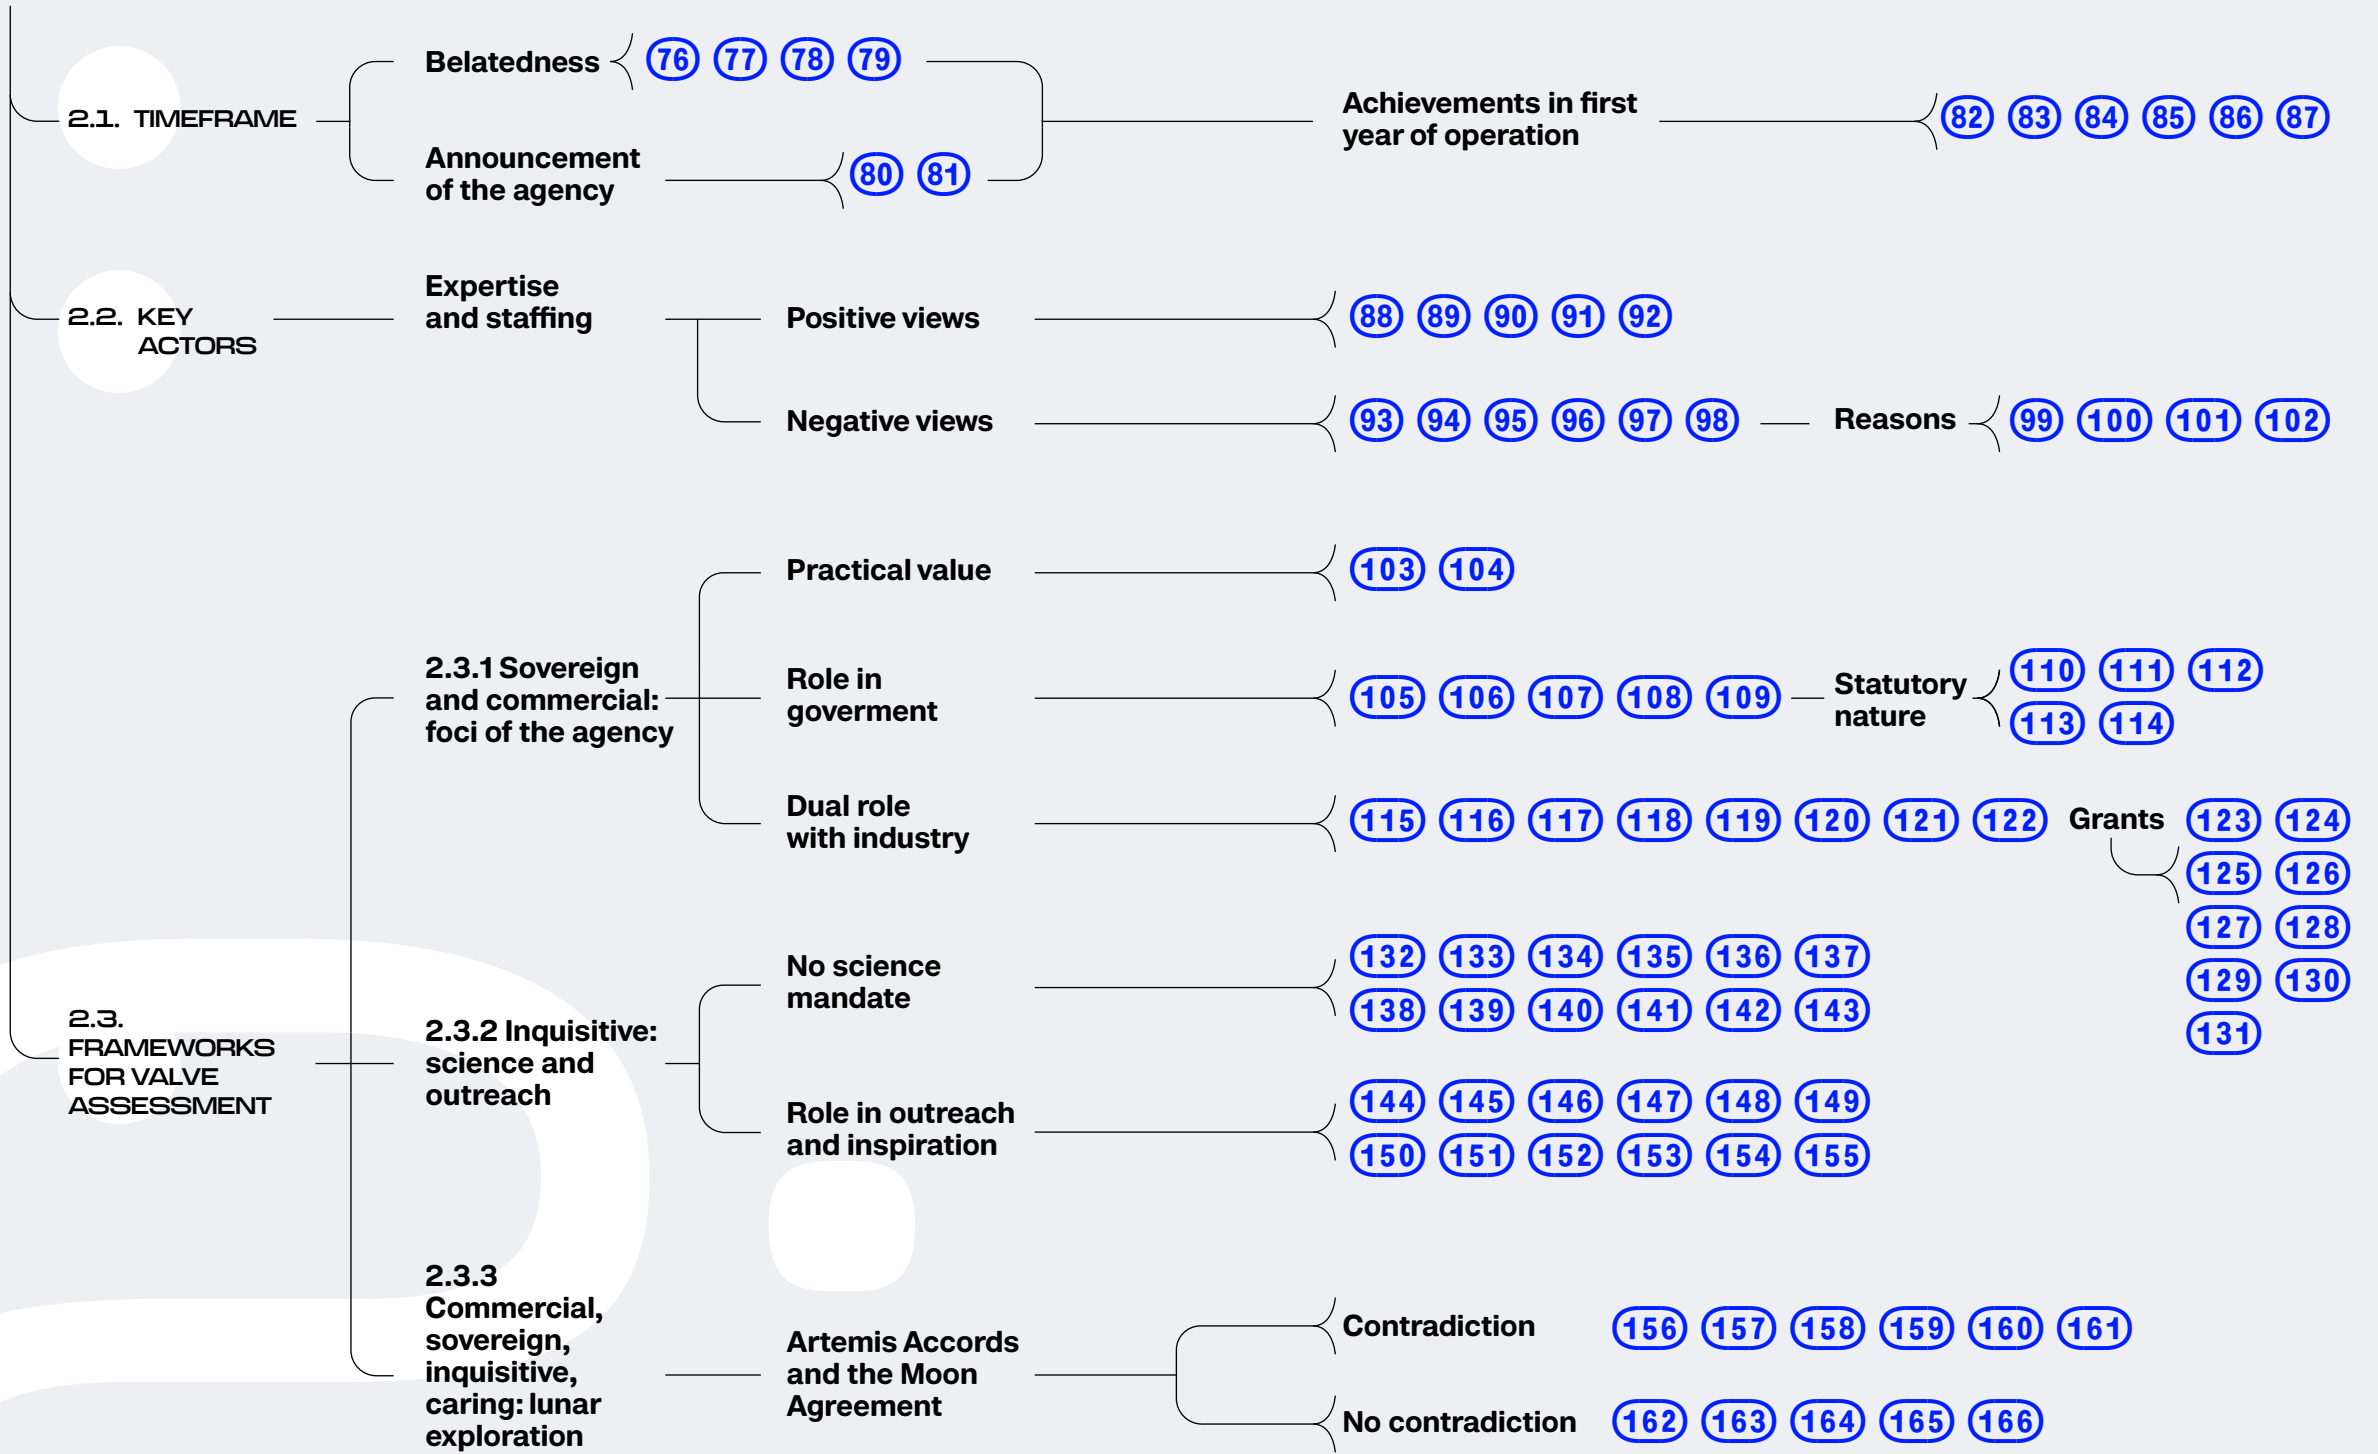 Belatedness 76 77 78 79
2.1. TIMEFRAME
Achievements in first
year of operation
82 83 84 85 86 87
Announcement
of the agency
80 81
2.2. KEY
ACTORS
Expertise
and staffing
Positive views
88 89 90 91 92
Negative views
93 94 95 96 97 98
Reasons
99 100 101 102
2.3.
FRAMEWORKS
FOR VALVE
ASSESSMENT
2.3.1 Sovereign
and commercial:
foci of the agency
Practical value
103 104
Role in
goverment
105 106 107 108 109
Statutory
nature
110 111 112
113 114
Dual role
with industry
115 116 117 118 119 120 121 122
Grants
123 124
125 126
127 128
129 130
131
2.3.2 Inquisitive:
science and
outreach
No science
mandate
132 133 134 135 136 137
138 139 140 141 142 143
Role in outreach
and inspiration
144 145 146 147 148 149
150 151 152 153 154 155
2.3.3
Commercial,
sovereign,
inquisitive,
caring: lunar
exploration
Artemis Accords
and the Moon
Agreement
Contradiction
156 157 158 159 160 161
No contradiction
162 163 164 165 166